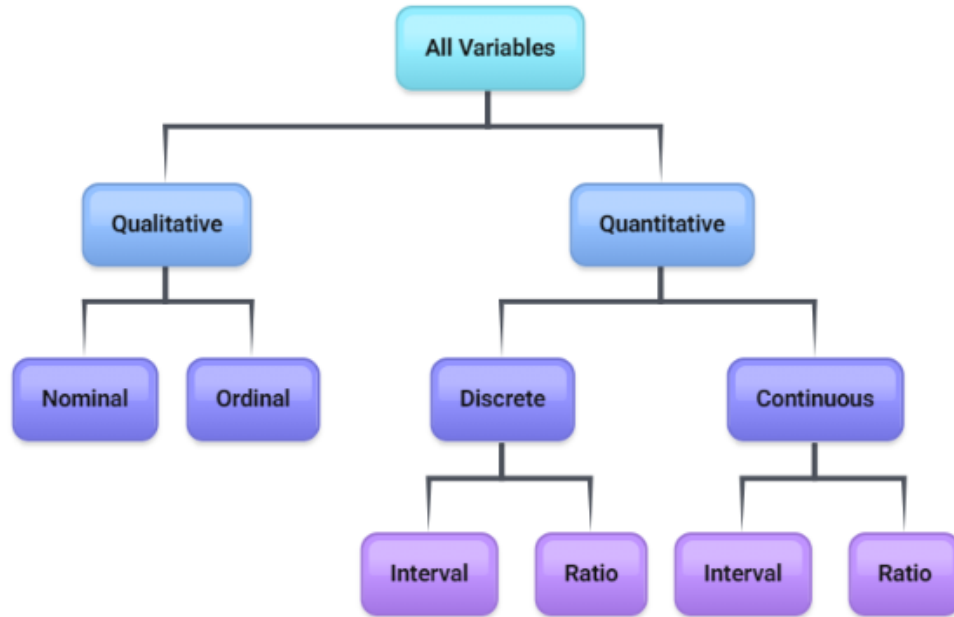 All Variables
Qualitative
Quantitative
Nominal
Ordinal
Discrete
Continuous
Interval
Ratio
Interval
Ratio